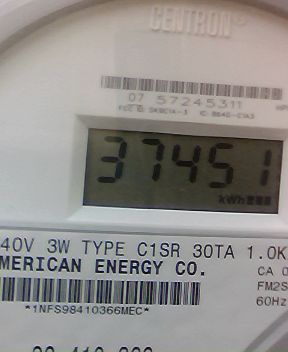 CENTRON
07 57245311
37451
kWh
40V 3W TYPE C1SR 30TA 1.0K
MERICAN ENERGY CO.
CA 0
FM2S
60Hz
*1NFS98410366MEC*